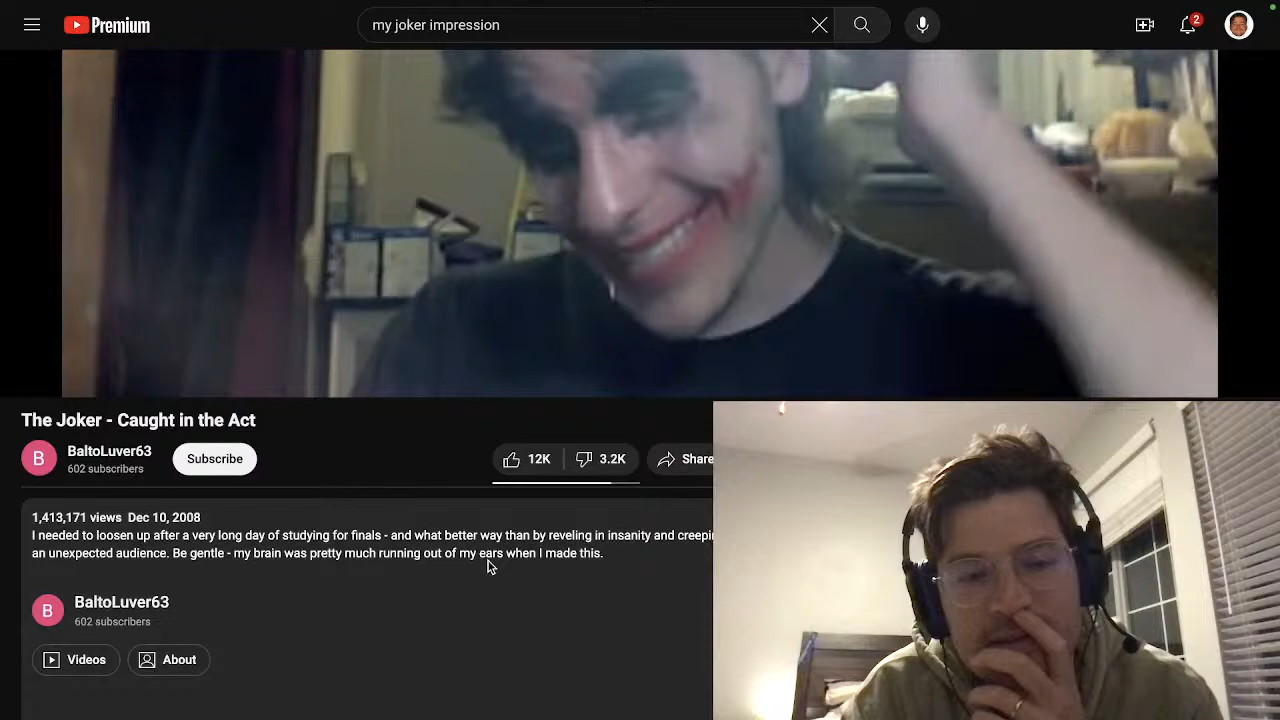 Premium
my joker impression
2
The Joker - Caught in the Act
B
BaltoLuver63
602 subscribers
Subscribe
12K
3.2K
Share
1,413,171 views  Dec 10, 2008
I needed to loosen up after a very long day of studying for finals - and what better way than by reveling in insanity and creepi
an unexpected audience. Be gentle - my brain was pretty much running out of my ears when I made this.
B
BaltoLuver63
602 subscribers
Videos
About